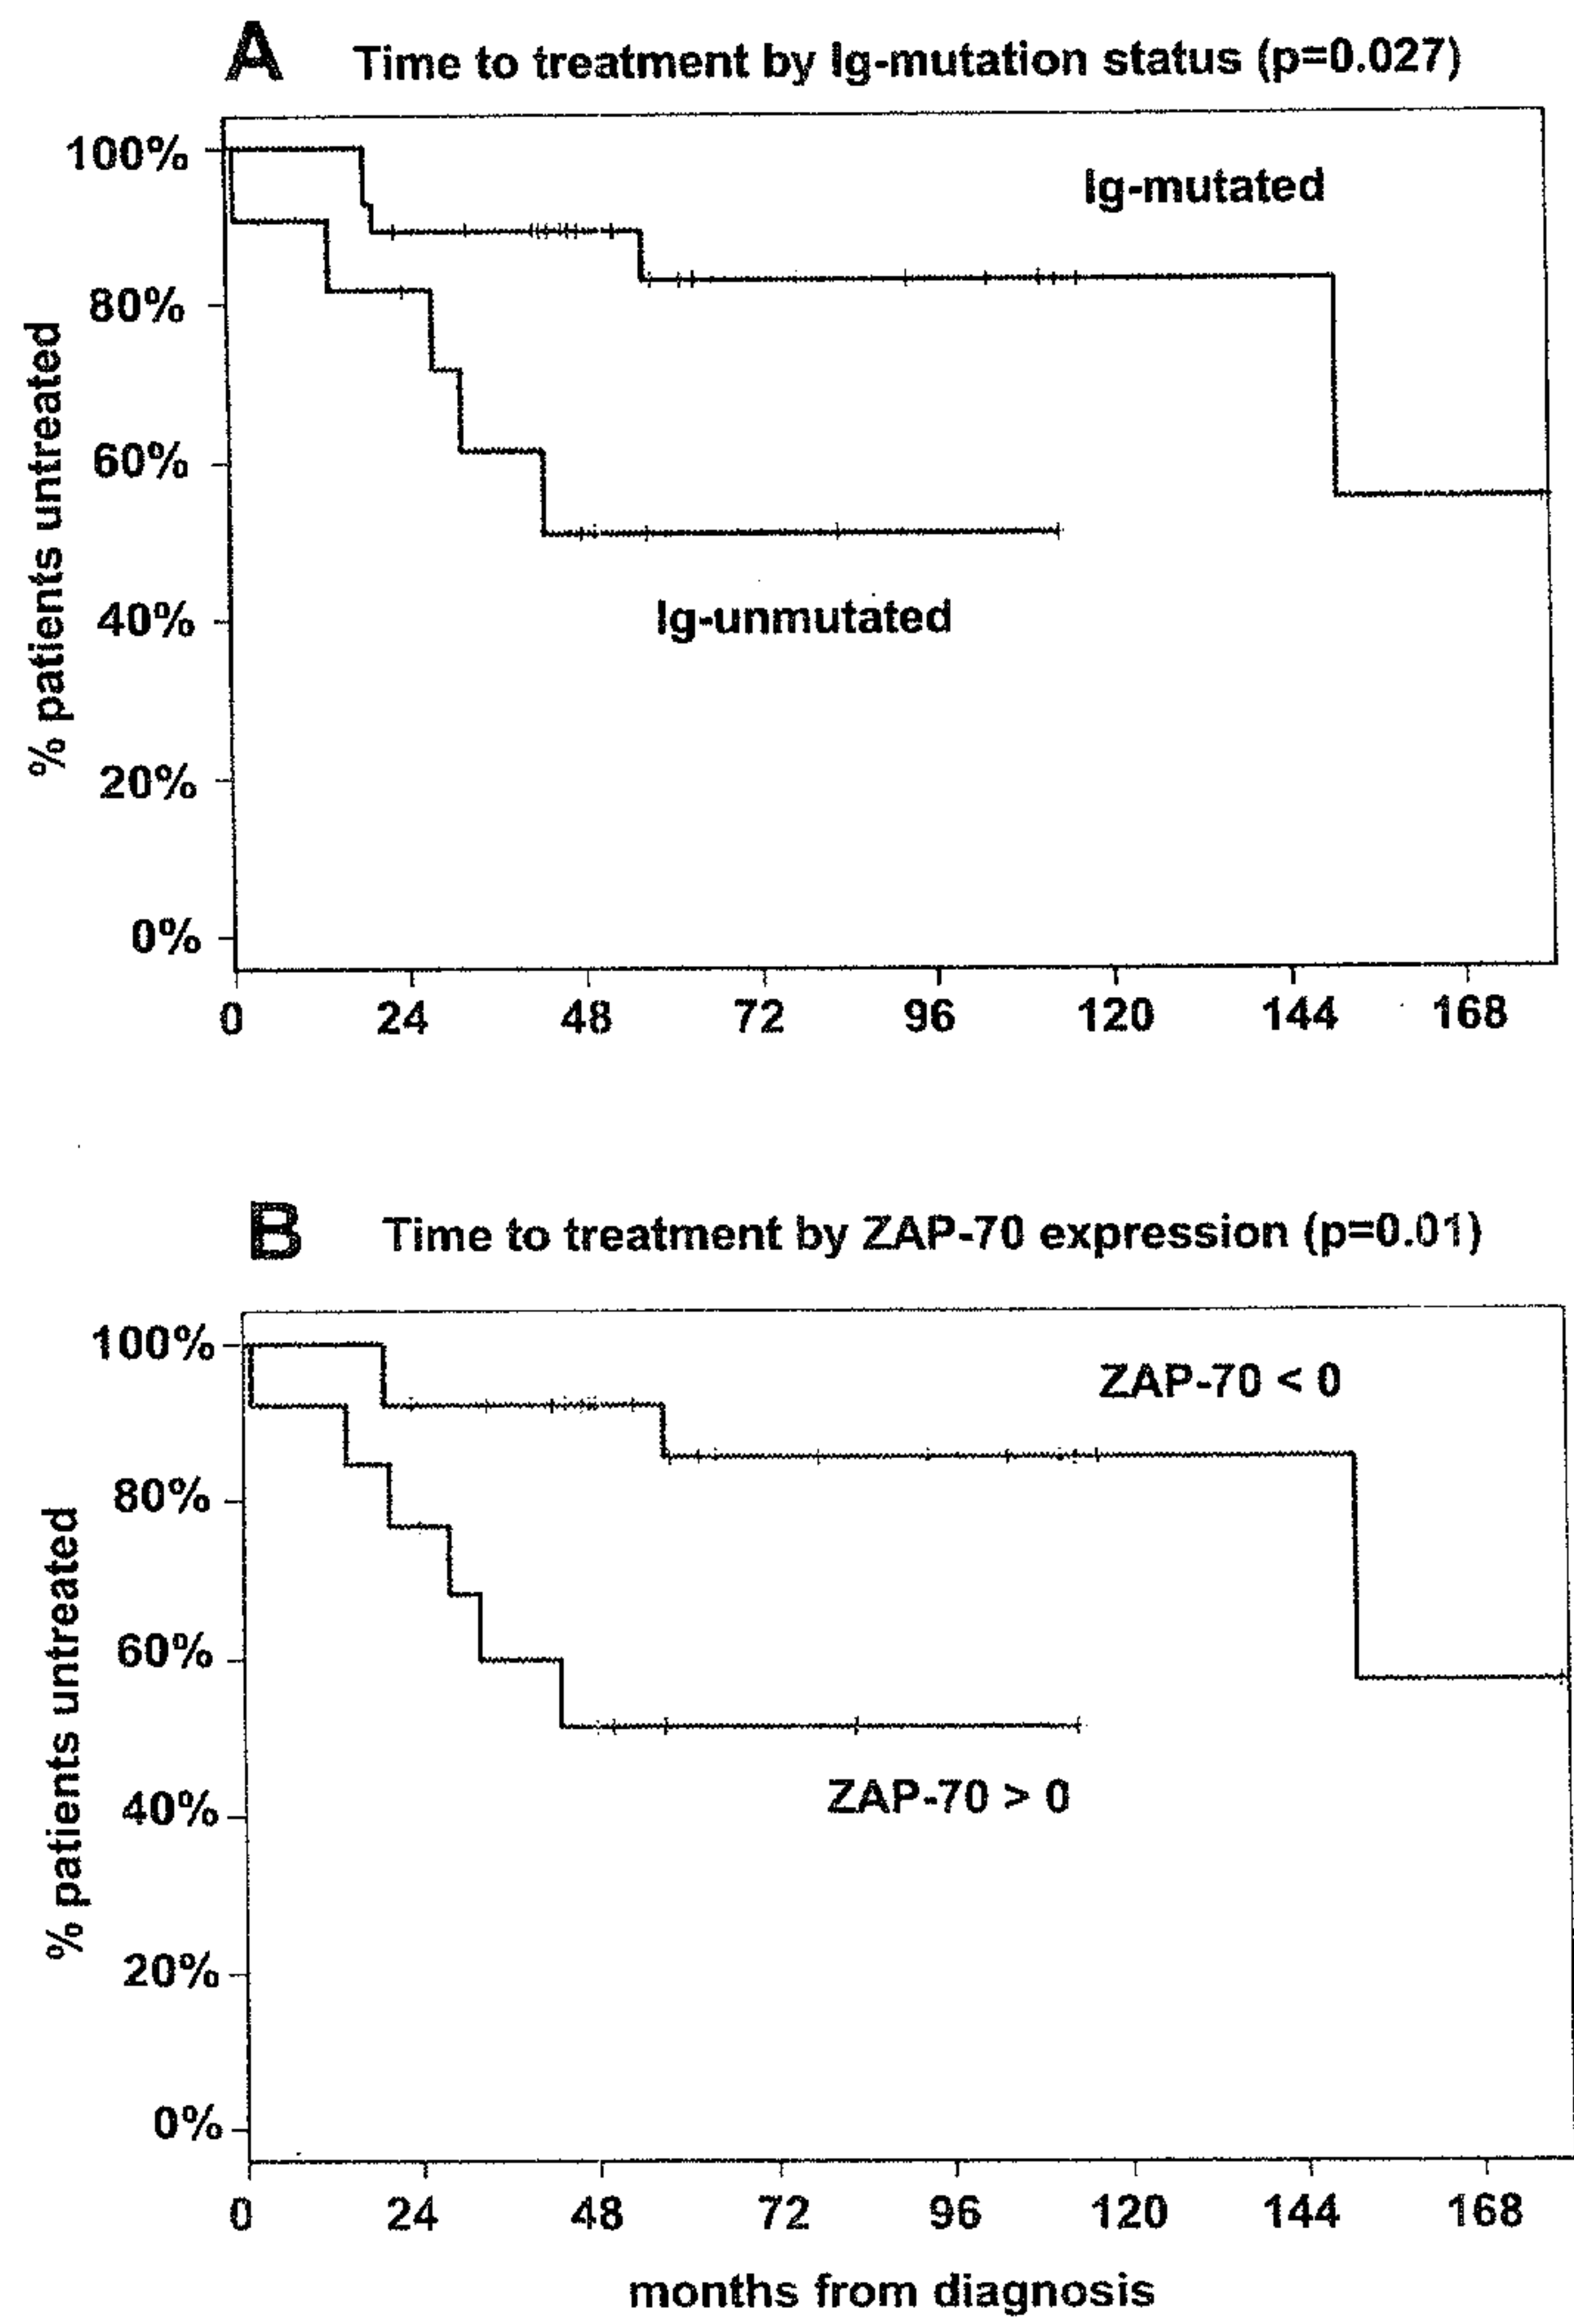 A Time to treatment by Ig-mutation status (p=0.027)
100%
80%
60%
40%
20%
0%
% patients untreated
Ig-mutated
Ig-unmutated
0 24 48 72 96 120 144 168
B Time to treatment by ZAP-70 expression (p=0.01)
100%
80%
60%
40%
20%
0%
% patients untreated
ZAP-70 < 0
ZAP-70 > 0
0 24 48 72 96 120 144 168
months from diagnosis